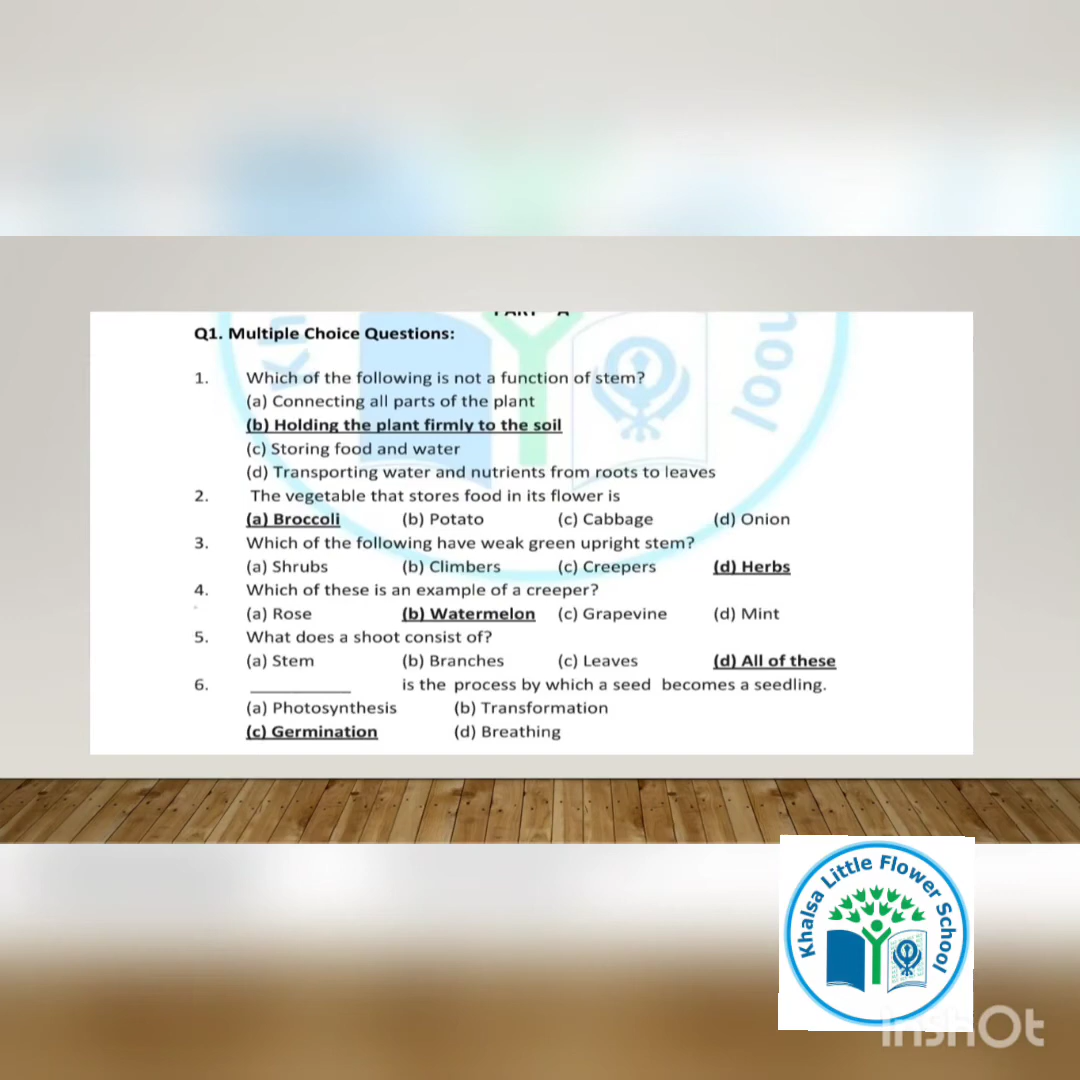 PART A
Q1. Multiple Choice Questions:
1. Which of the following is not a function of stem?
(a) Connecting all parts of the plant
(b) Holding the plant firmly to the soil
(c) Storing food and water
(d) Transporting water and nutrients from roots to leaves
2. The vegetable that stores food in its flower is
(a) Broccoli (b) Potato (c) Cabbage (d) Onion
3. Which of the following have weak green upright stem?
(a) Shrubs (b) Climbers (c) Creepers (d) Herbs
4. Which of these is an example of a creeper?
(a) Rose (b) Watermelon (c) Grapevine (d) Mint
5. What does a shoot consist of?
(a) Stem (b) Branches (c) Leaves (d) All of these
6. __________ is the process by which a seed becomes a seedling.
(a) Photosynthesis (b) Transformation
(c) Germination (d) Breathing
Khalsa Little Flower School
InshOt